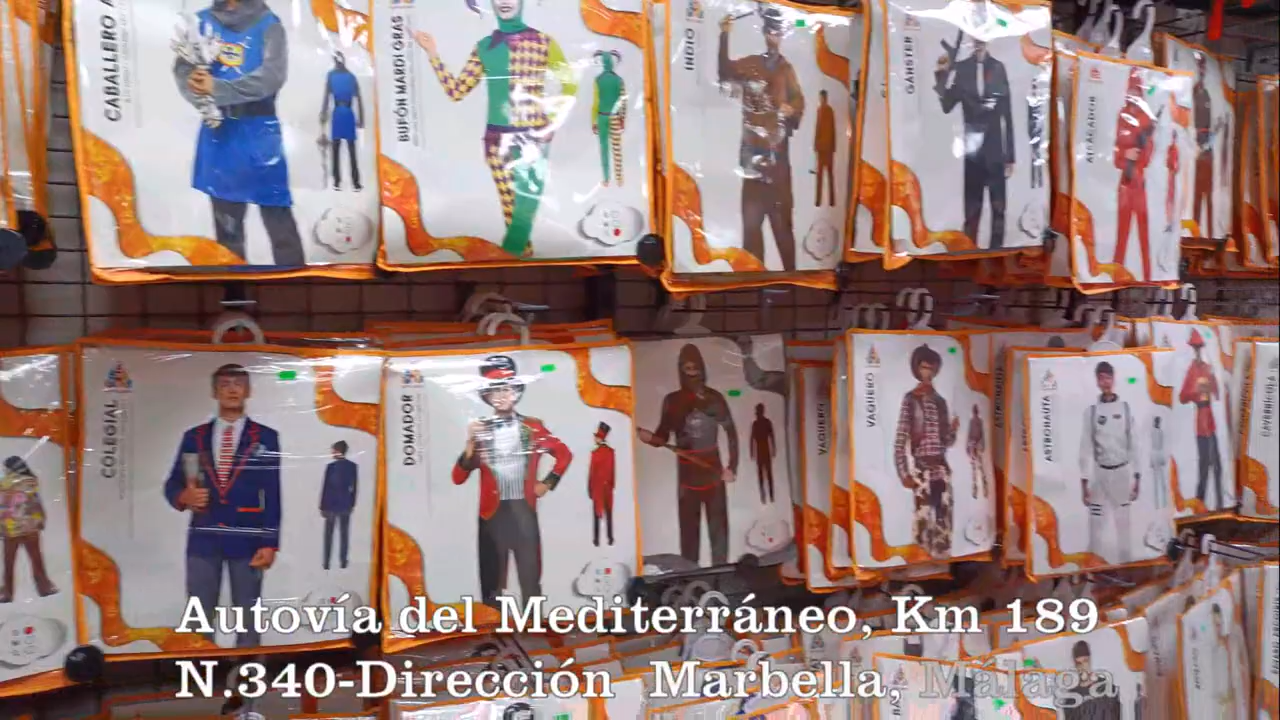 CABALLERO
BUFÓN MARDI GRAS
INDIO
GÁNSTER
ATRACADOR
COLEGIAL
DOMADOR
VAQUERO
VAQUERO
ASTRONAUTA
Autovía del Mediterráneo, Km 189
N.340-Dirección Marbella, Málaga